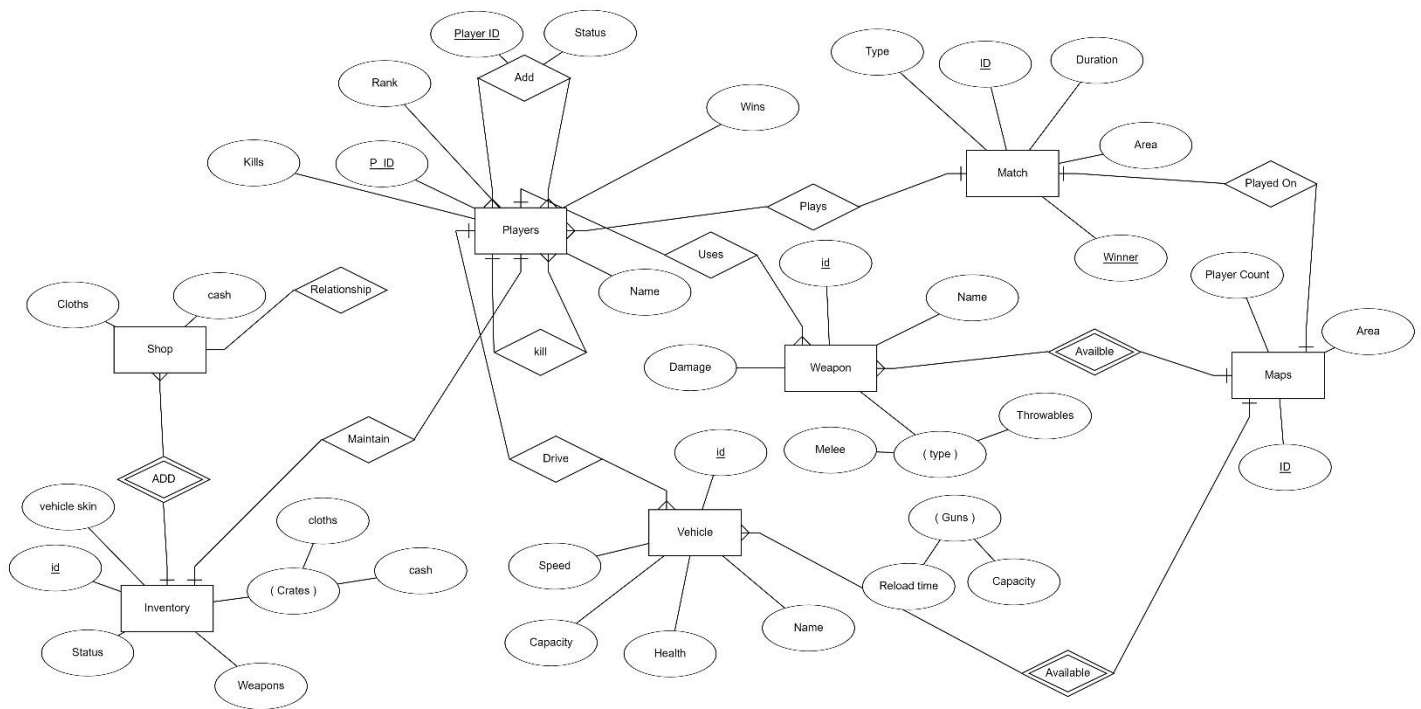 Player ID
Status
Type
ID
Duration
Add
Rank
Wins
Kills
P_ID
Area
Match
Played On
Plays
Players
Uses
Winner
id
Player Count
Relationship
Name
Name
cash
Cloths
Area
Shop
kill
Availble
Damage
Weapon
Maps
Throwables
Maintain
Melee
( type )
Drive
id
ID
ADD
vehicle skin
cloths
( Guns )
Vehicle
id
Speed
cash
Reload time
Capacity
( Crates )
Inventory
Name
Capacity
Status
Health
Available
Weapons